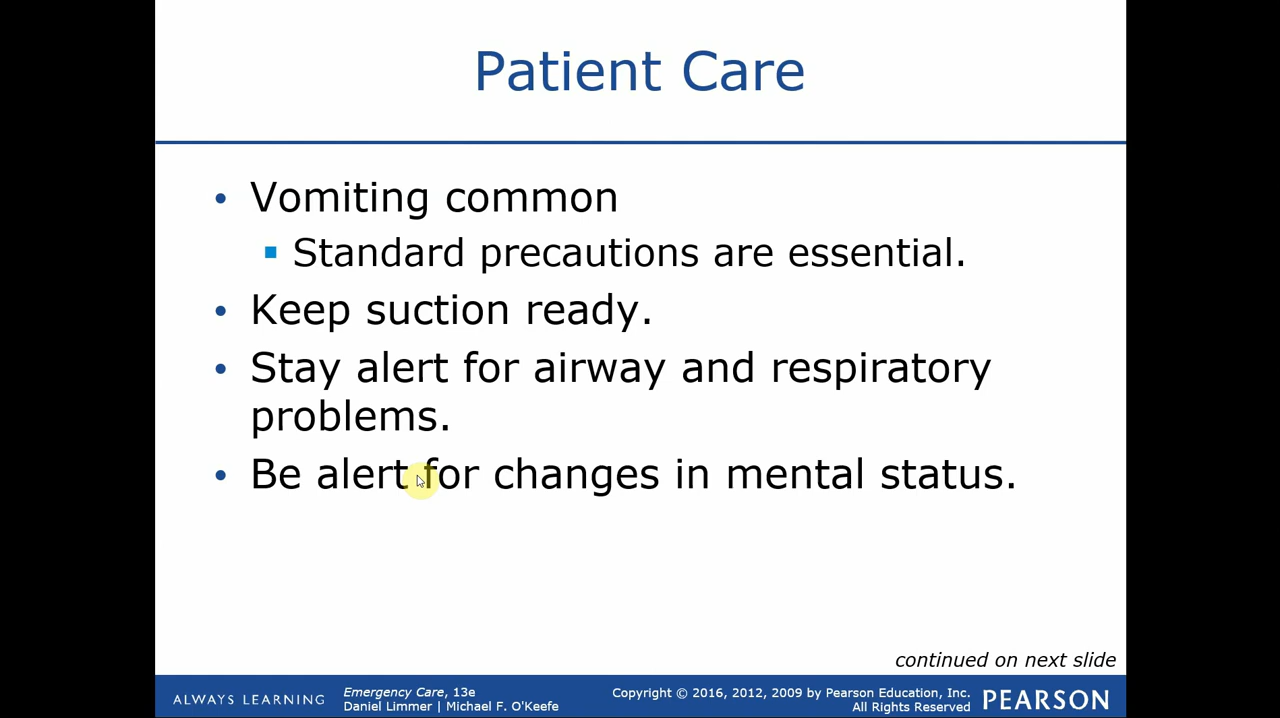 Patient Care
• Vomiting common
▪ Standard precautions are essential.
• Keep suction ready.
• Stay alert for airway and respiratory
problems.
• Be alert for changes in mental status.
continued on next slide
ALWAYS LEARNING
Emergency Care, 13e
Daniel Limmer | Michael F. O'Keefe
Copyright © 2016, 2012, 2009 by Pearson Education, Inc.
All Rights Reserved
PEARSON